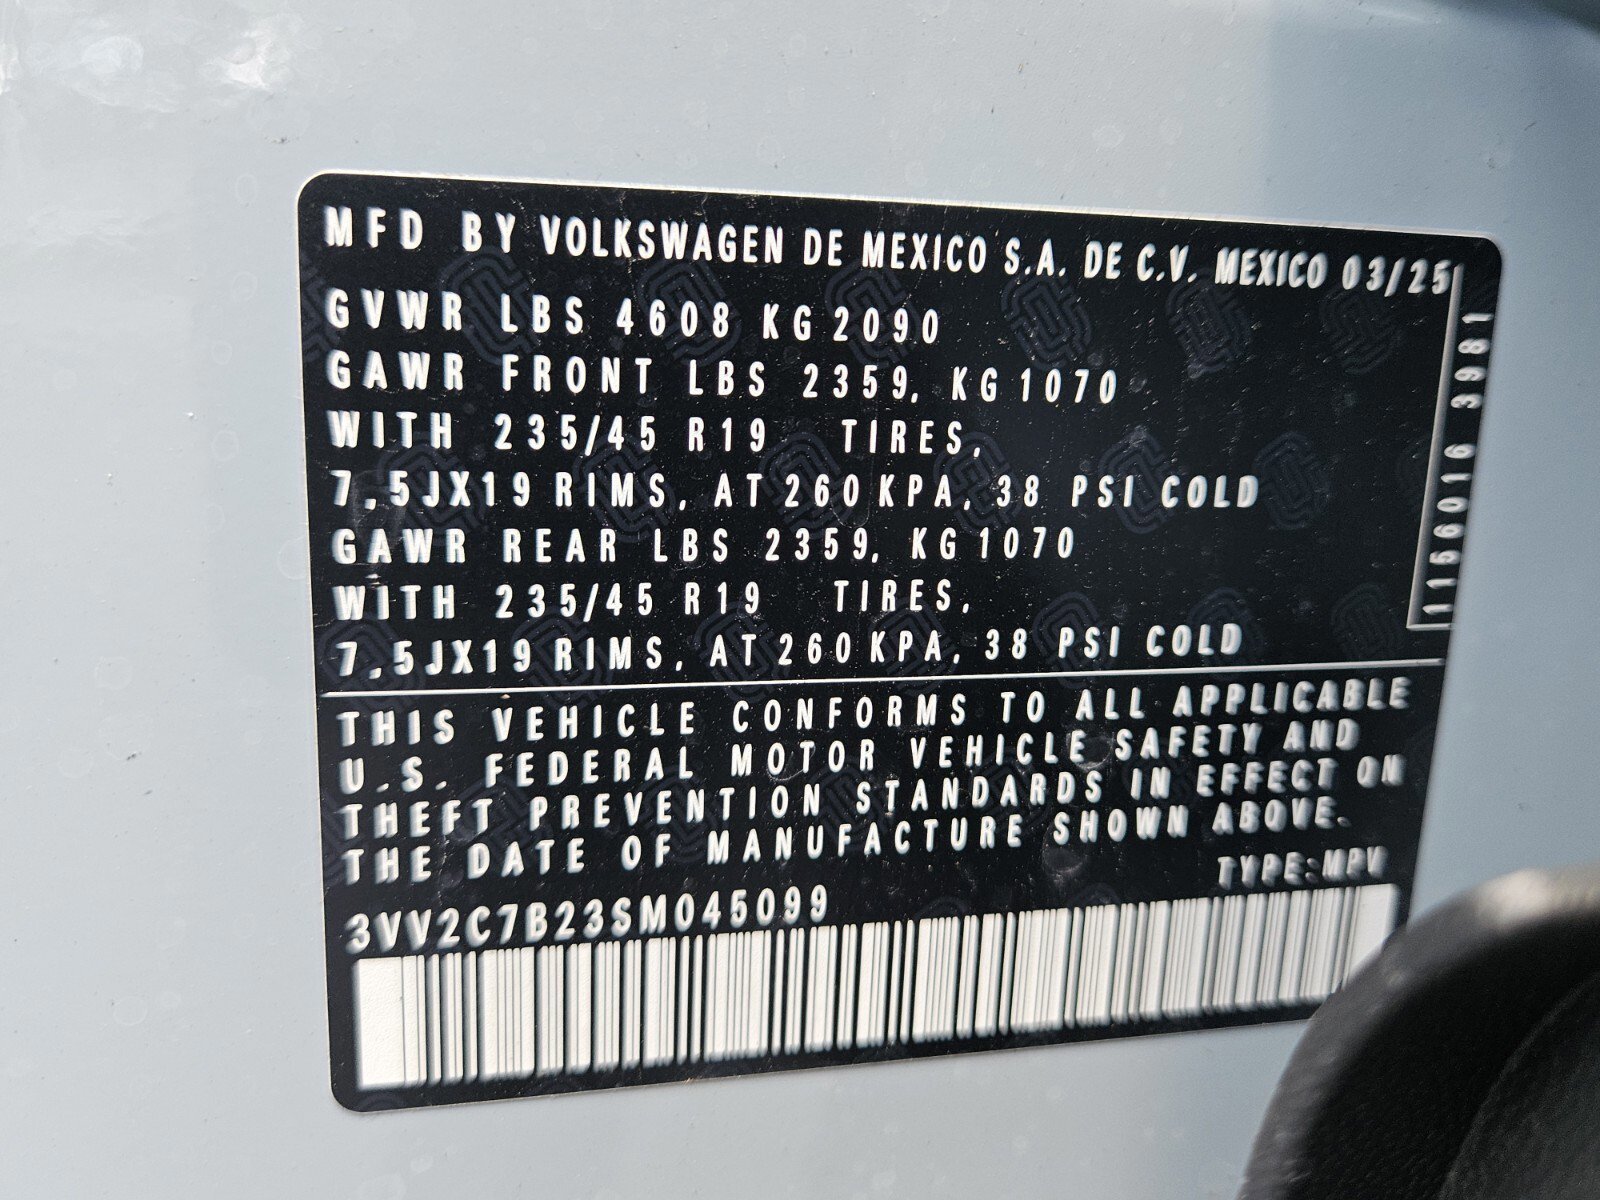 MFD BY VOLKSWAGEN DE MEXICO S.A. DE C.V. MEXICO 03/25
GVWR LBS 4608 KG 2090
GAWR FRONT LBS 2359, KG 1070
WITH 235/45 R19 TIRES,
7,5JX19 RIMS, AT 260 KPA, 38 PSI COLD
GAWR REAR LBS 2359, KG 1070
WITH 235/45 R19 TIRES,
7,5JX19 RIMS, AT 260 KPA, 38 PSI COLD
1156016 3981
THIS VEHICLE CONFORMS TO ALL APPLICABLE
U.S. FEDERAL MOTOR VEHICLE SAFETY AND
THEFT PREVENTION STANDARDS IN EFFECT ON
THE DATE OF MANUFACTURE SHOWN ABOVE.
TYPE:MPV
3VV2C7B23SM045099